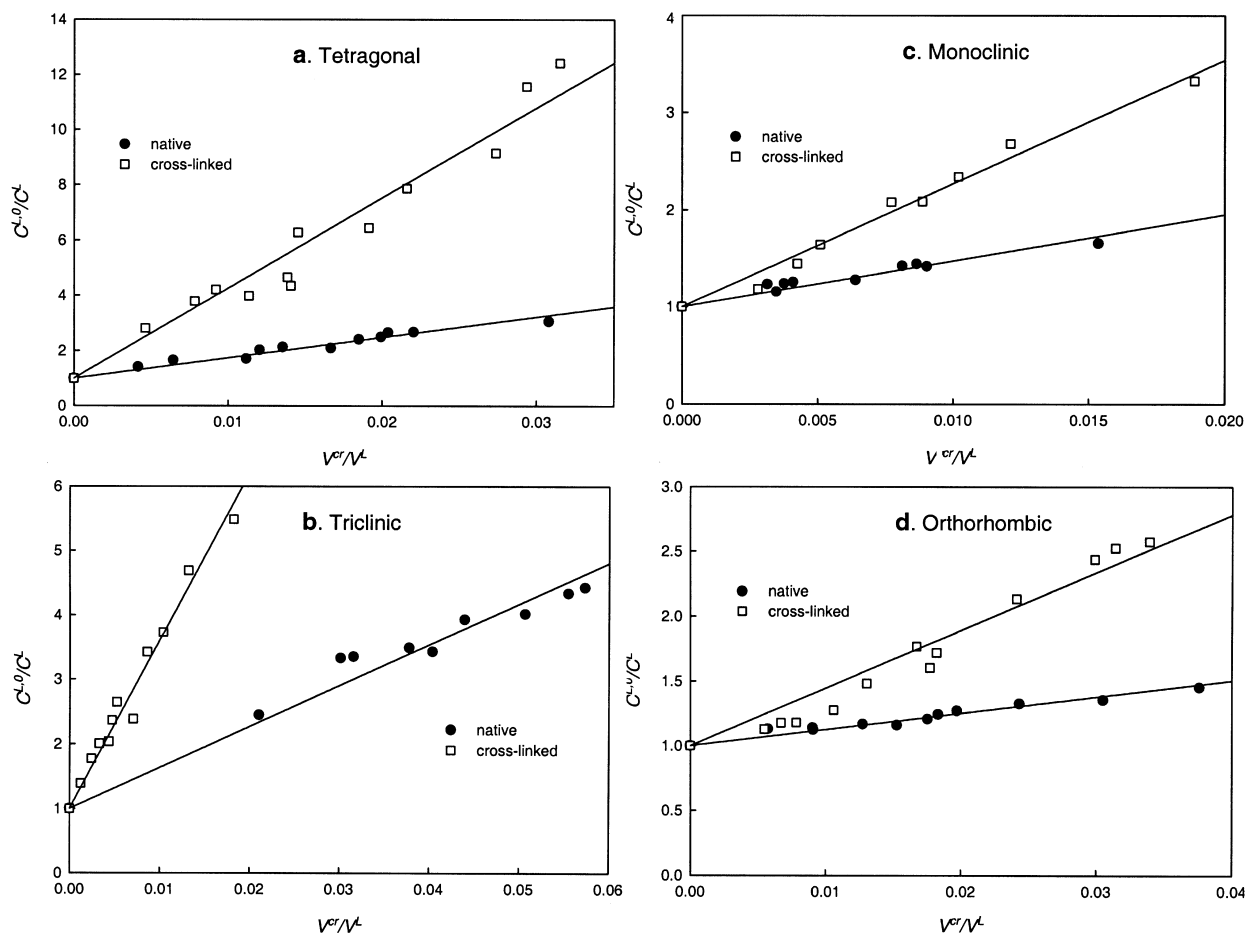 a. Tetragonal
14
12
10
8
6
4
2
0
native
cross-linked
C^L,0/C^L
0.00 0.01 0.02 0.03
V^cr/V^L
c. Monoclinic
4
3
2
1
0
native
cross-linked
C^L,0/C^L
0.000 0.005 0.010 0.015 0.020
V^cr/V^L
b. Triclinic
6
5
4
3
2
1
0
native
cross-linked
C^L,0/C^L
0.00 0.01 0.02 0.03 0.04 0.05 0.06
V^cr/V^L
d. Orthorhombic
3.0
2.5
2.0
1.5
1.0
0.5
0.0
native
cross-linked
C^L,0/C^L
0.00 0.01 0.02 0.03 0.04
V^cr/V^L